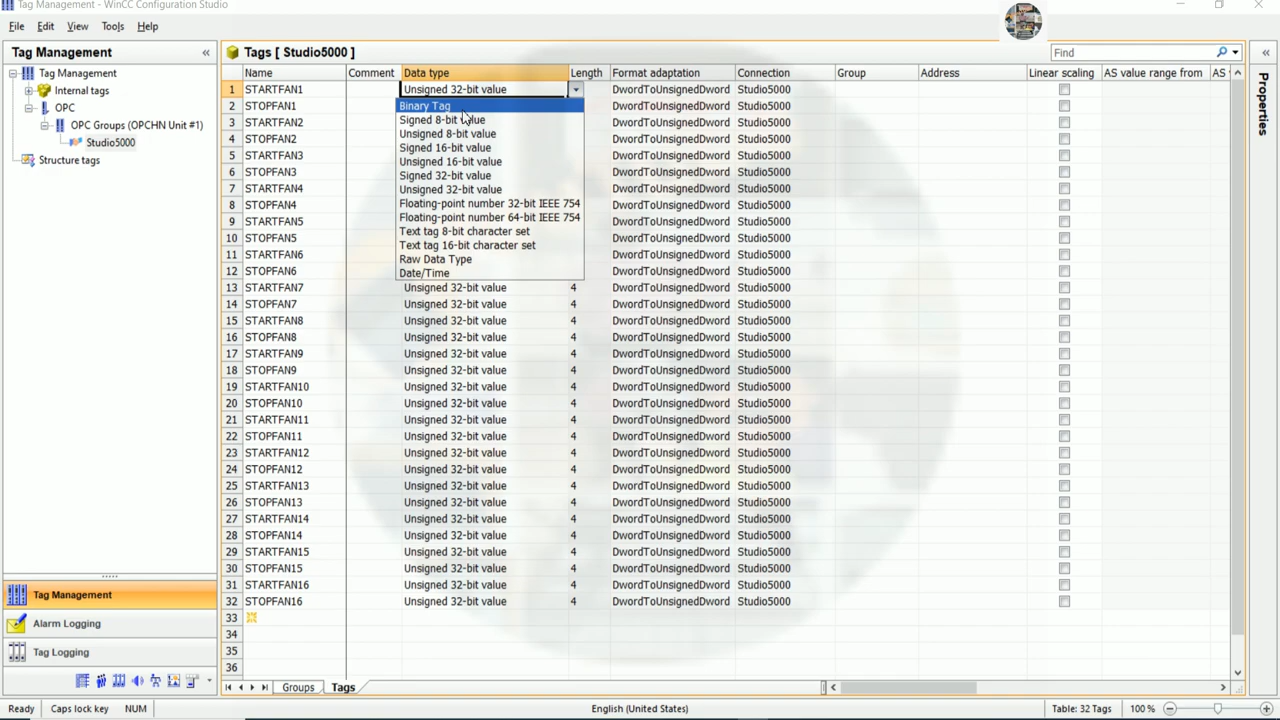 Tag Management - WinCC Configuration Studio
File Edit View Tools Help
Tag Management «
Tag Management
Internal tags
OPC
OPC Groups (OPCHN Unit #1)
Studio5000
Structure tags
Tag Management
Alarm Logging
Tag Logging
Tags [ Studio5000 ] Find «
Name Comment Data type Length Format adaptation Connection Group Address Linear scaling AS value range from AS
1 STARTFAN1 Unsigned 32-bit value DwordToUnsignedDword Studio5000
2 STOPFAN1 DwordToUnsignedDword Studio5000
3 STARTFAN2 DwordToUnsignedDword Studio5000
4 STOPFAN2 DwordToUnsignedDword Studio5000
5 STARTFAN3 DwordToUnsignedDword Studio5000
6 STOPFAN3 DwordToUnsignedDword Studio5000
7 STARTFAN4 DwordToUnsignedDword Studio5000
8 STOPFAN4 DwordToUnsignedDword Studio5000
9 STARTFAN5 DwordToUnsignedDword Studio5000
10 STOPFAN5 DwordToUnsignedDword Studio5000
11 STARTFAN6 DwordToUnsignedDword Studio5000
12 STOPFAN6 DwordToUnsignedDword Studio5000
Binary Tag
Signed 8-bit value
Unsigned 8-bit value
Signed 16-bit value
Unsigned 16-bit value
Signed 32-bit value
Unsigned 32-bit value
Floating-point number 32-bit IEEE 754
Floating-point number 64-bit IEEE 754
Text tag 8-bit character set
Text tag 16-bit character set
Raw Data Type
Date/Time
13 STARTFAN7 Unsigned 32-bit value 4 DwordToUnsignedDword Studio5000
14 STOPFAN7 Unsigned 32-bit value 4 DwordToUnsignedDword Studio5000
15 STARTFAN8 Unsigned 32-bit value 4 DwordToUnsignedDword Studio5000
16 STOPFAN8 Unsigned 32-bit value 4 DwordToUnsignedDword Studio5000
17 STARTFAN9 Unsigned 32-bit value 4 DwordToUnsignedDword Studio5000
18 STOPFAN9 Unsigned 32-bit value 4 DwordToUnsignedDword Studio5000
19 STARTFAN10 Unsigned 32-bit value 4 DwordToUnsignedDword Studio5000
20 STOPFAN10 Unsigned 32-bit value 4 DwordToUnsignedDword Studio5000
21 STARTFAN11 Unsigned 32-bit value 4 DwordToUnsignedDword Studio5000
22 STOPFAN11 Unsigned 32-bit value 4 DwordToUnsignedDword Studio5000
23 STARTFAN12 Unsigned 32-bit value 4 DwordToUnsignedDword Studio5000
24 STOPFAN12 Unsigned 32-bit value 4 DwordToUnsignedDword Studio5000
25 STARTFAN13 Unsigned 32-bit value 4 DwordToUnsignedDword Studio5000
26 STOPFAN13 Unsigned 32-bit value 4 DwordToUnsignedDword Studio5000
27 STARTFAN14 Unsigned 32-bit value 4 DwordToUnsignedDword Studio5000
28 STOPFAN14 Unsigned 32-bit value 4 DwordToUnsignedDword Studio5000
29 STARTFAN15 Unsigned 32-bit value 4 DwordToUnsignedDword Studio5000
30 STOPFAN15 Unsigned 32-bit value 4 DwordToUnsignedDword Studio5000
31 STARTFAN16 Unsigned 32-bit value 4 DwordToUnsignedDword Studio5000
32 STOPFAN16 Unsigned 32-bit value 4 DwordToUnsignedDword Studio5000
33
34
35
36
Groups Tags
Properties
Ready Caps lock key NUM English (United States) Table: 32 Tags 100 %